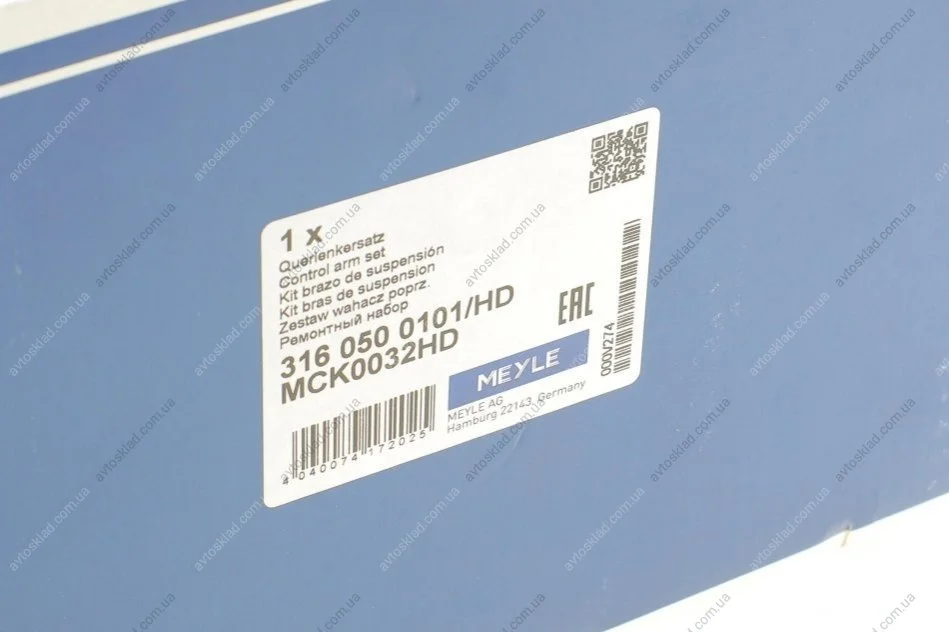 1 x
Querlenkersatz
Control arm set
Kit brazo de suspensión
Kit bras de suspension
Zestaw wahacz poprz.
Ремонтный набор
316 050 0101/HD
MCK0032HD
EAC
000V274
MEYLE
MEYLE AG
Hamburg 22143, Germany
4 040074 172025
avtosklad.com.ua